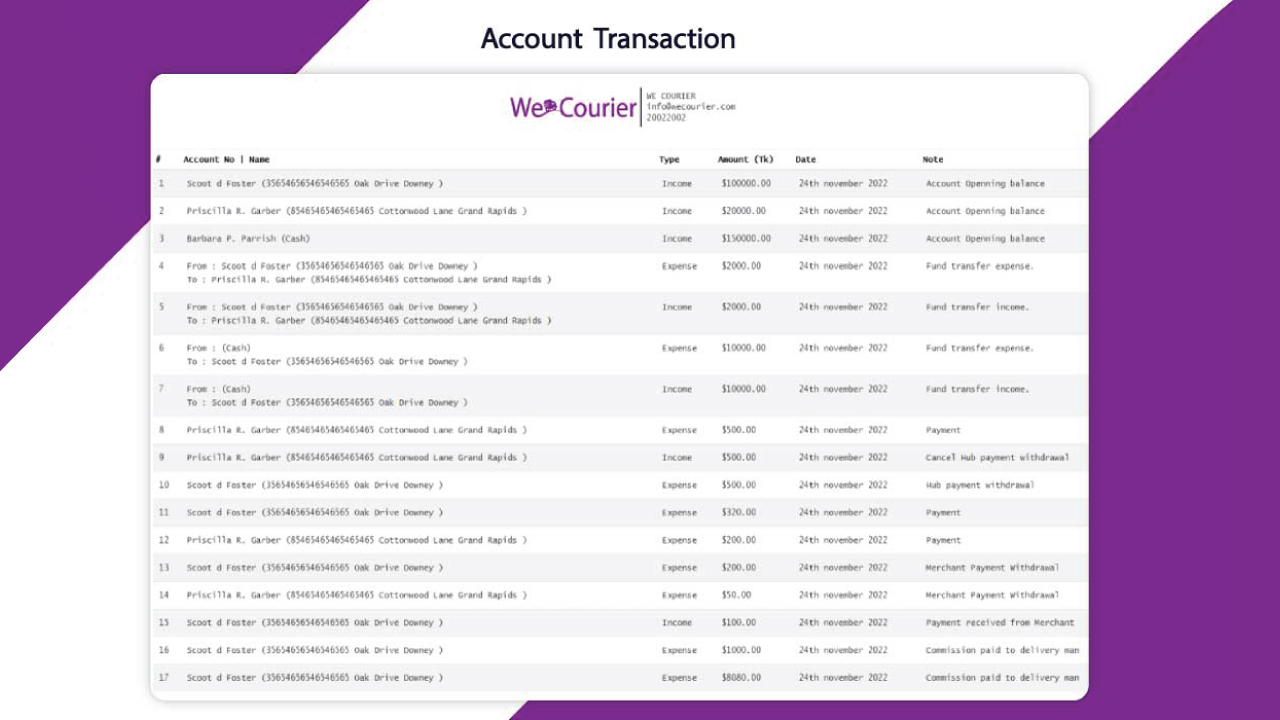 Account Transaction
We Courier
WE COURIER
info@wecourier.com
20022002
# Account No | Name Type Amount (Tk) Date Note
1 Scoot d Foster (35654656546546565 Oak Drive Downey ) Income $100000.00 24th november 2022 Account Openning balance
2 Priscilla R. Garber (85465465465465465 Cottonwood Lane Grand Rapids ) Income $20000.00 24th november 2022 Account Openning balance
3 Barbara P. Parrish (Cash) Income $150000.00 24th november 2022 Account Openning balance
4 From : Scoot d Foster (35654656546546565 Oak Drive Downey ) Expense $2000.00 24th november 2022 Fund transfer expense.
To : Priscilla R. Garber (85465465465465465 Cottonwood Lane Grand Rapids )
5 From : Scoot d Foster (35654656546546565 Oak Drive Downey ) Income $2000.00 24th november 2022 Fund transfer income.
To : Priscilla R. Garber (85465465465465465 Cottonwood Lane Grand Rapids )
6 From : (Cash) Expense $10000.00 24th november 2022 Fund transfer expense.
To : Scoot d Foster (35654656546546565 Oak Drive Downey )
7 From : (Cash) Income $10000.00 24th november 2022 Fund transfer income.
To : Scoot d Foster (35654656546546565 Oak Drive Downey )
8 Priscilla R. Garber (85465465465465465 Cottonwood Lane Grand Rapids ) Expense $500.00 24th november 2022 Payment
9 Priscilla R. Garber (85465465465465465 Cottonwood Lane Grand Rapids ) Income $500.00 24th november 2022 Cancel Hub payment withdrawal
10 Scoot d Foster (35654656546546565 Oak Drive Downey ) Expense $500.00 24th november 2022 Hub payment withdrawal
11 Scoot d Foster (35654656546546565 Oak Drive Downey ) Expense $320.00 24th november 2022 Payment
12 Priscilla R. Garber (85465465465465465 Cottonwood Lane Grand Rapids ) Expense $200.00 24th november 2022 Payment
13 Scoot d Foster (35654656546546565 Oak Drive Downey ) Expense $200.00 24th november 2022 Merchant Payment Withdrawal
14 Priscilla R. Garber (85465465465465465 Cottonwood Lane Grand Rapids ) Expense $50.00 24th november 2022 Merchant Payment Withdrawal
15 Scoot d Foster (35654656546546565 Oak Drive Downey ) Income $100.00 24th november 2022 Payment received from Merchant
16 Scoot d Foster (35654656546546565 Oak Drive Downey ) Expense $1000.00 24th november 2022 Commission paid to delivery man
17 Scoot d Foster (35654656546546565 Oak Drive Downey ) Expense $8080.00 24th november 2022 Commission paid to delivery man